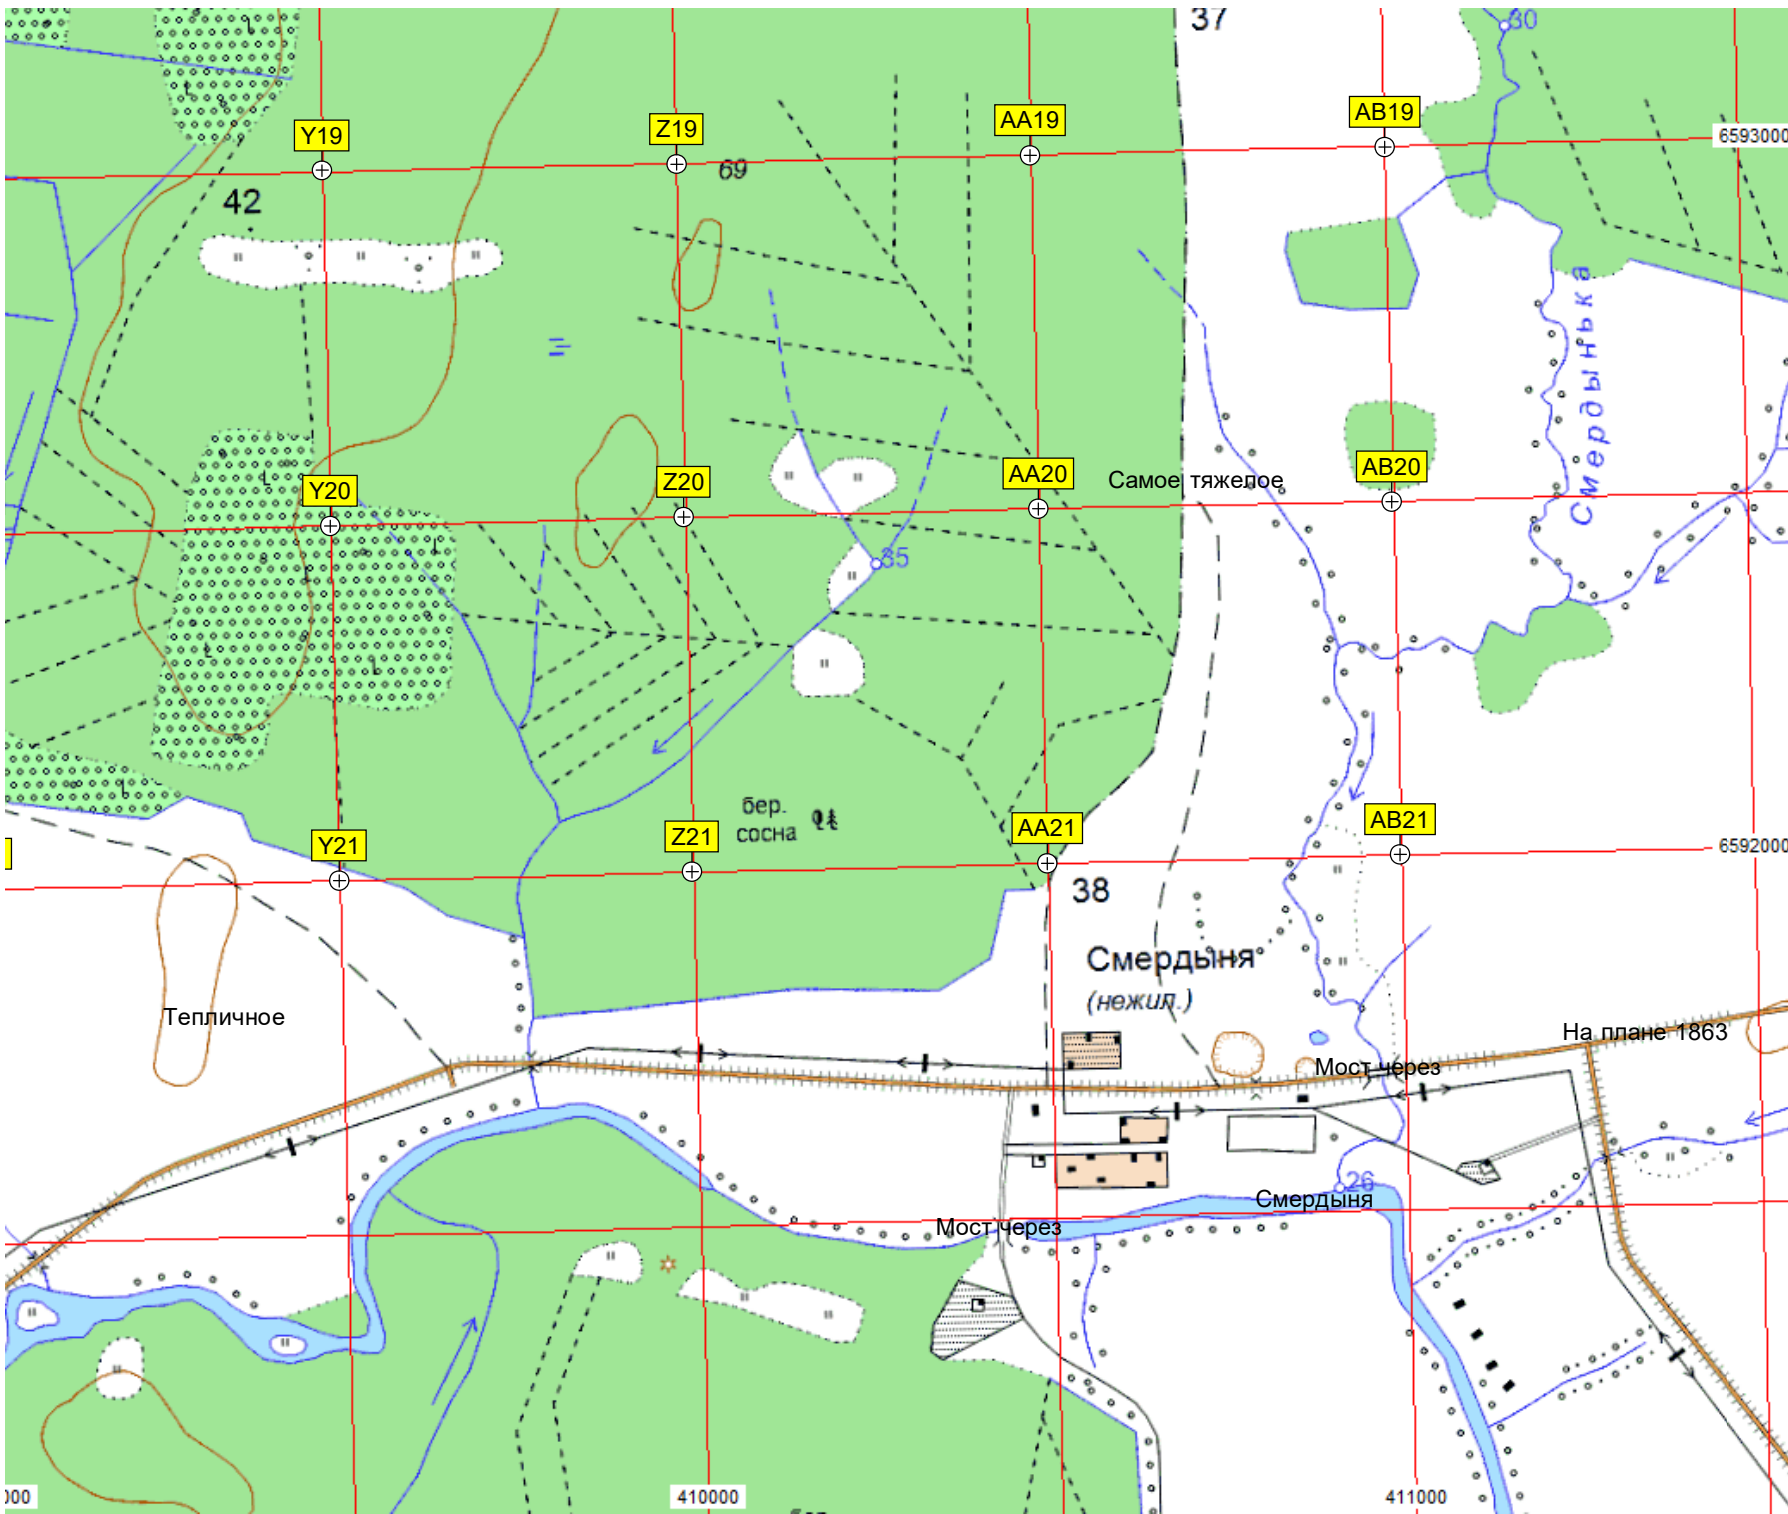 37
30
Y19
Z19
AA19
AB19
6593000
69
42
Смердынька
Y20
Z20
AA20
Самое тяжелое
AB20
35
бер.
сосна
Y21
Z21
AA21
AB21
6592000
38
Смердыня
(нежил.)
Тепличное
На плане 1863
Мост через
26
Смердыня
Мост через
000
410000
411000